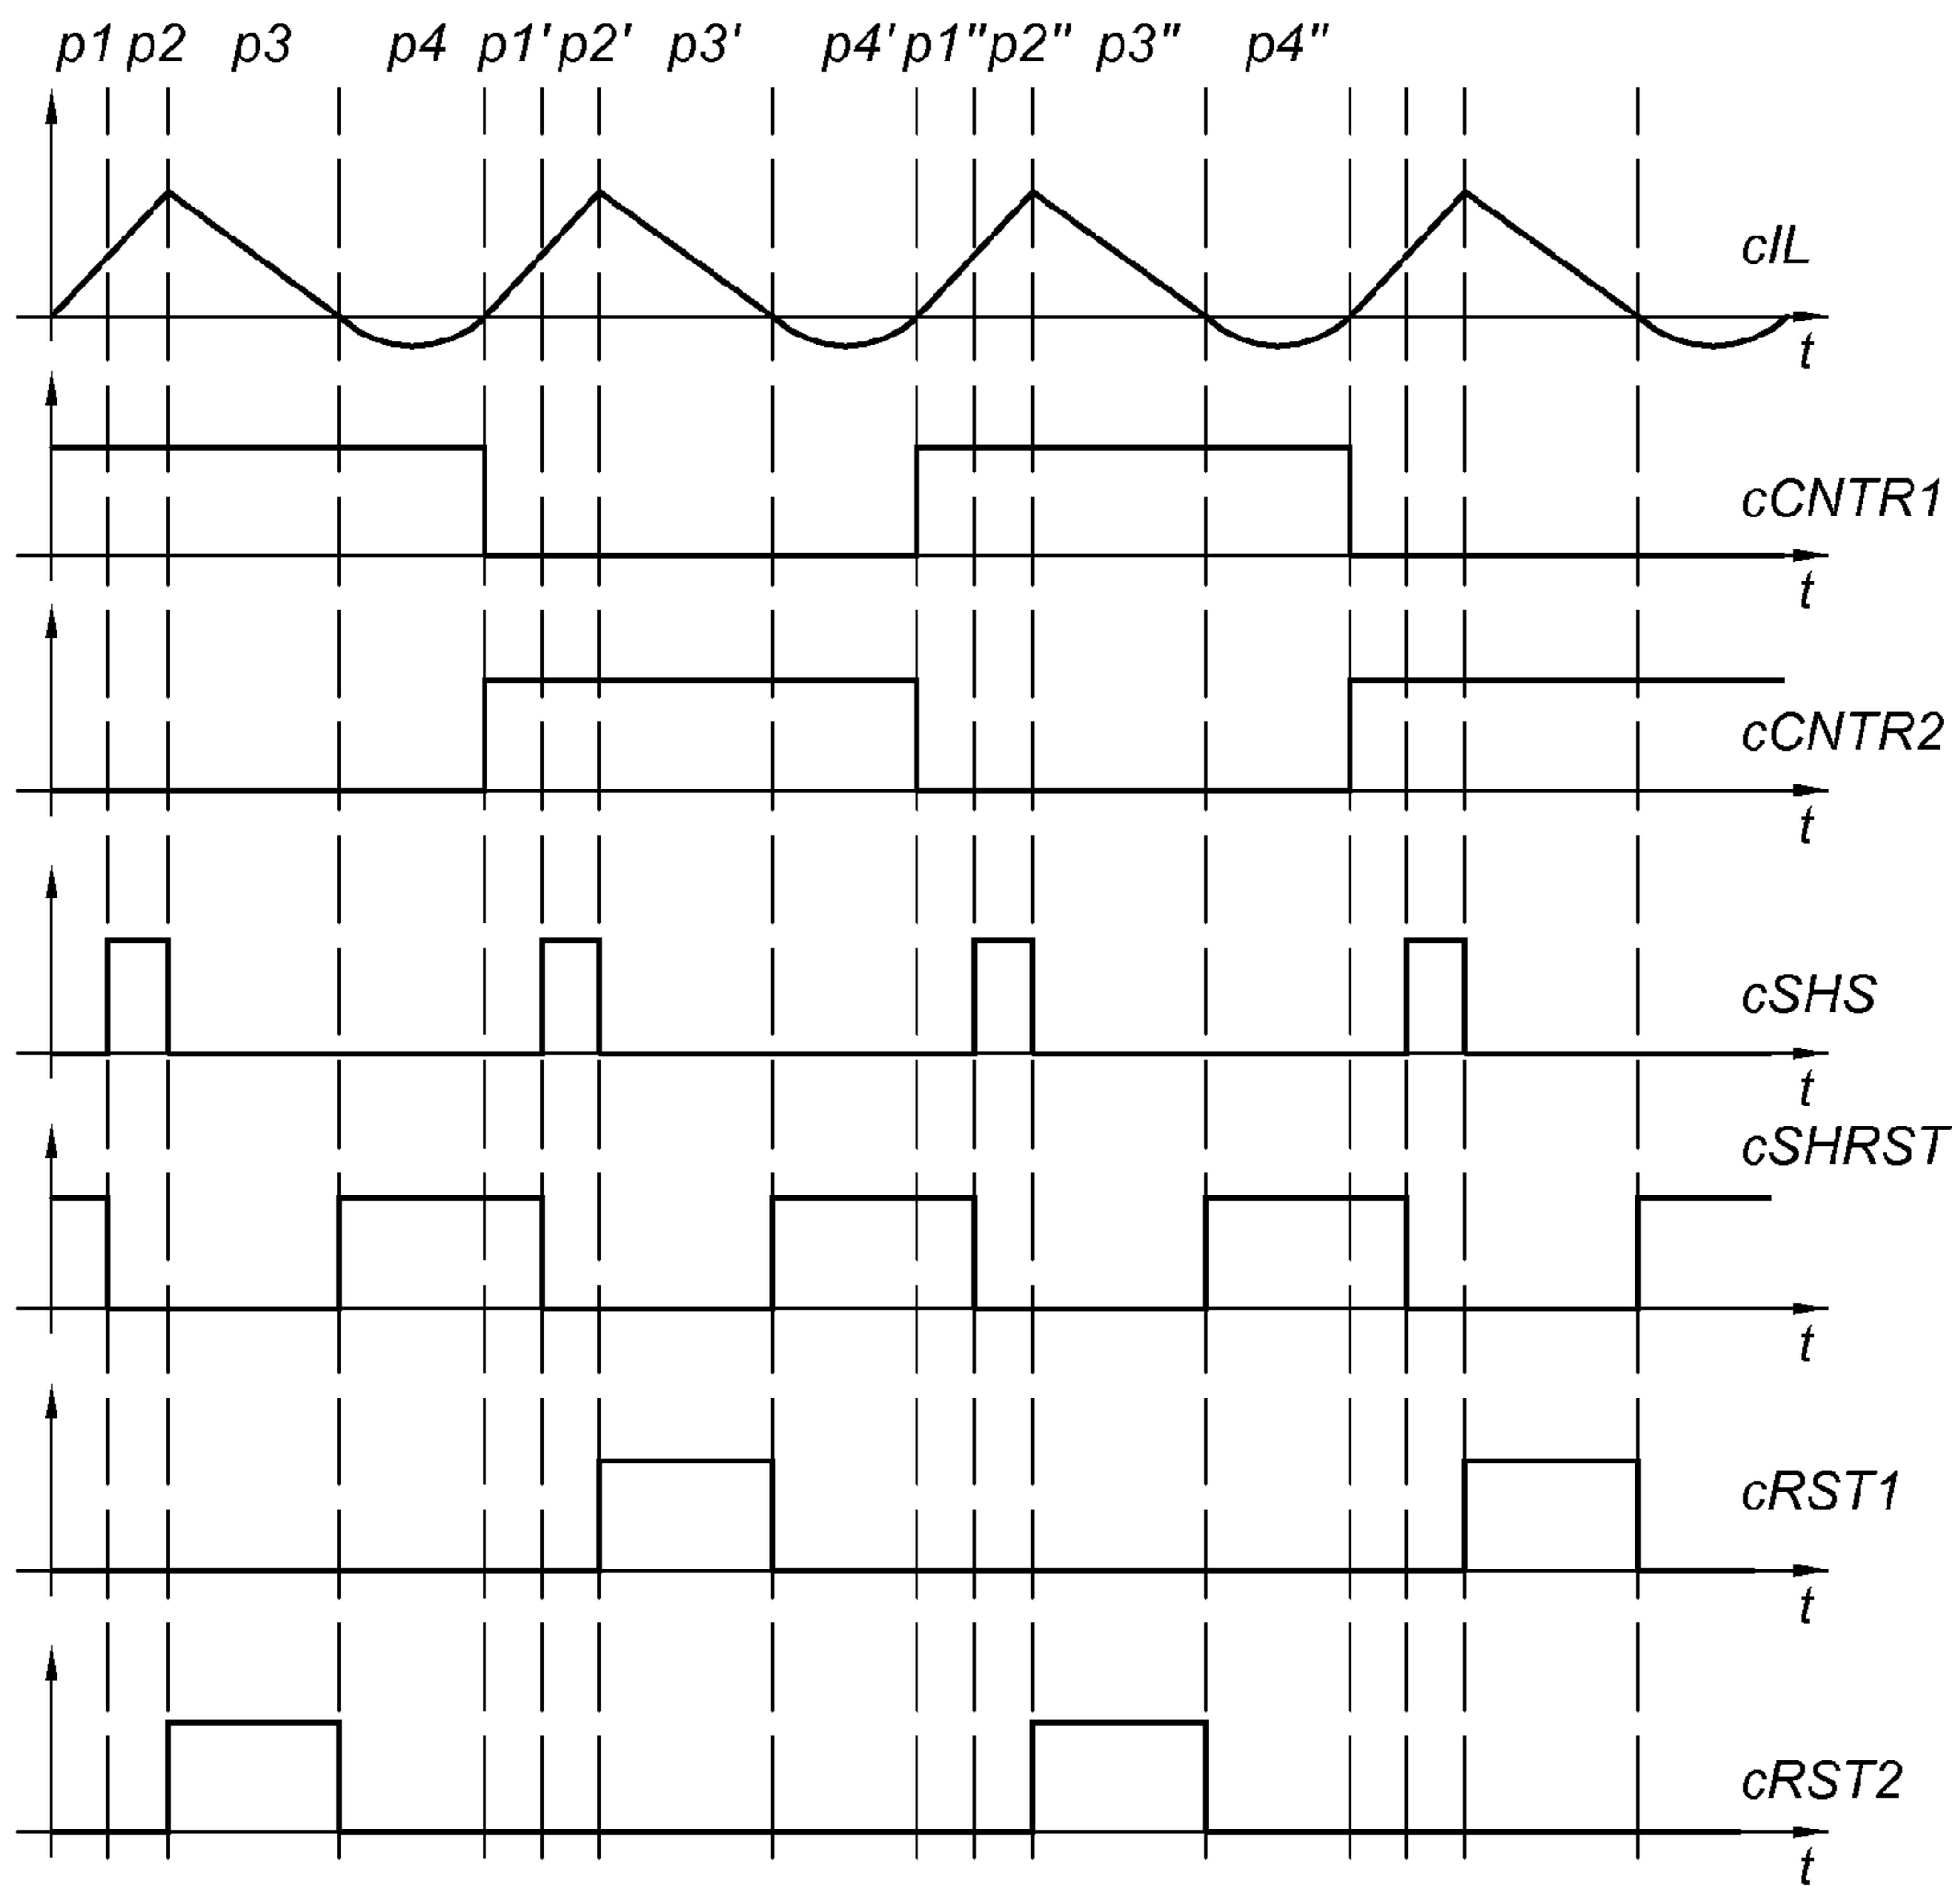 p1 p2 p3 p4 p1' p2' p3' p4' p1" p2" p3" p4"
cIL
t
cCNTR1
t
cCNTR2
t
cSHS
t
cSHRST
t
cRST1
t
cRST2
t